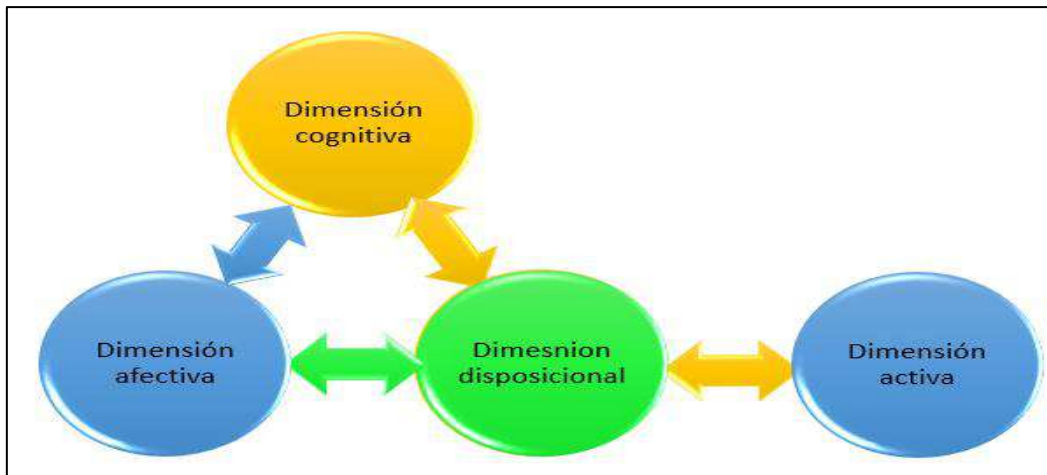 Dimensión
cognitiva
Dimensión
afectiva
Dimesnion
disposicional
Dimensión
activa